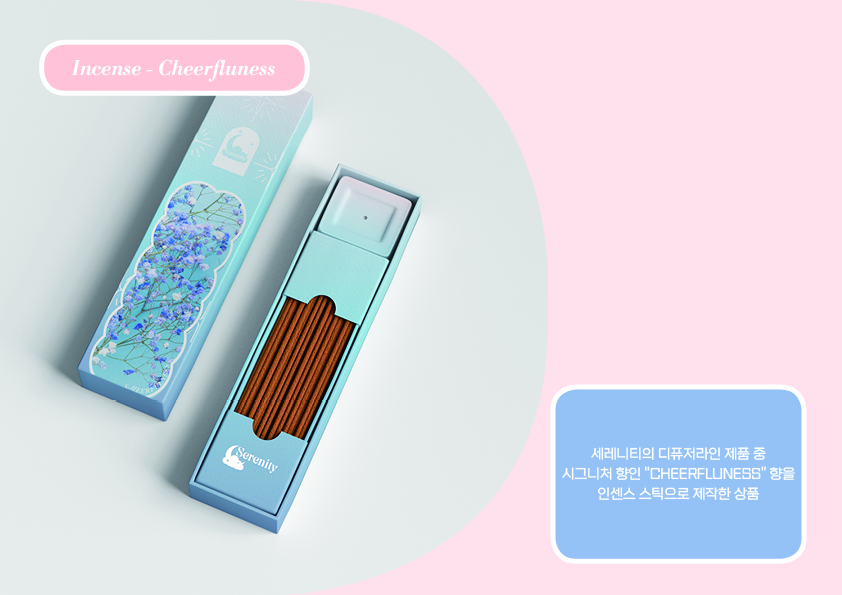 Incense - Cheerfluness
Serenity
세레니티의 디퓨저라인 제품 중
시그니처 향인 "CHEERFLUNESS" 향을
인센스 스틱으로 제작한 상품